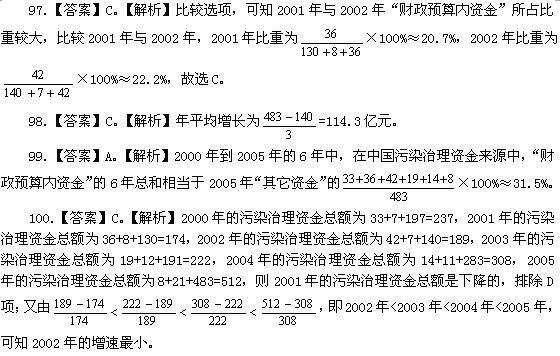 97．【答案】C。【解析】比较选项，可知 2001 年与 2002 年“财政预算内资金”所占比
重较大，比较 2001 年与 2002 年，2001 年比重为 36/(130+8+36) ×100%≈20.7%，2002 年比重为
42/(140+7+42) ×100%≈22.2%，故选 C。
98．【答案】C。【解析】年平均增长为 (483-140)/3 =114.3 亿元。
99．【答案】A。【解析】2000 年到 2005 年的 6 年中，在中国污染治理资金来源中，“财
政预算内资金”的 6 年总和相当于 2005 年“其它资金”的 (33+36+42+19+14+8)/483 ×100%≈31.5%。
100．【答案】C。【解析】2000 年的污染治理资金总额为 33+7+197=237，2001 年的污染
治理资金总额为 36+8+130=174，2002 年的污染治理资金总额为 42+7+140=189，2003 年的污
染治理资金总额为 19+12+191=222，2004 年的污染治理资金总额为 14+11+283=308，2005
年的污染治理资金总额为 8+21+483=512，则 2001 年的污染治理资金总额是下降的，排除 D
项；又由 (189-174)/174 < (222-189)/189 < (308-222)/222 < (512-308)/308，即 2002 年<2003 年<2004 年<2005 年，
可知 2002 年的增速最小。